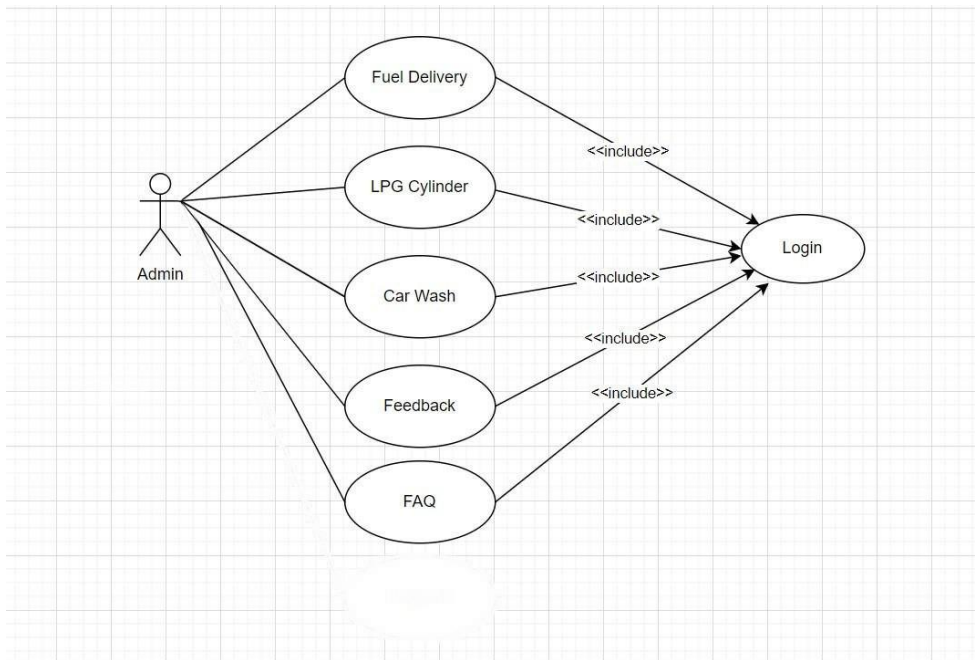 Fuel Delivery
<<include>>
LPG Cylinder
<<include>>
Login
Admin
<<include>>
Car Wash
<<include>>
Feedback
<<include>>
FAQ